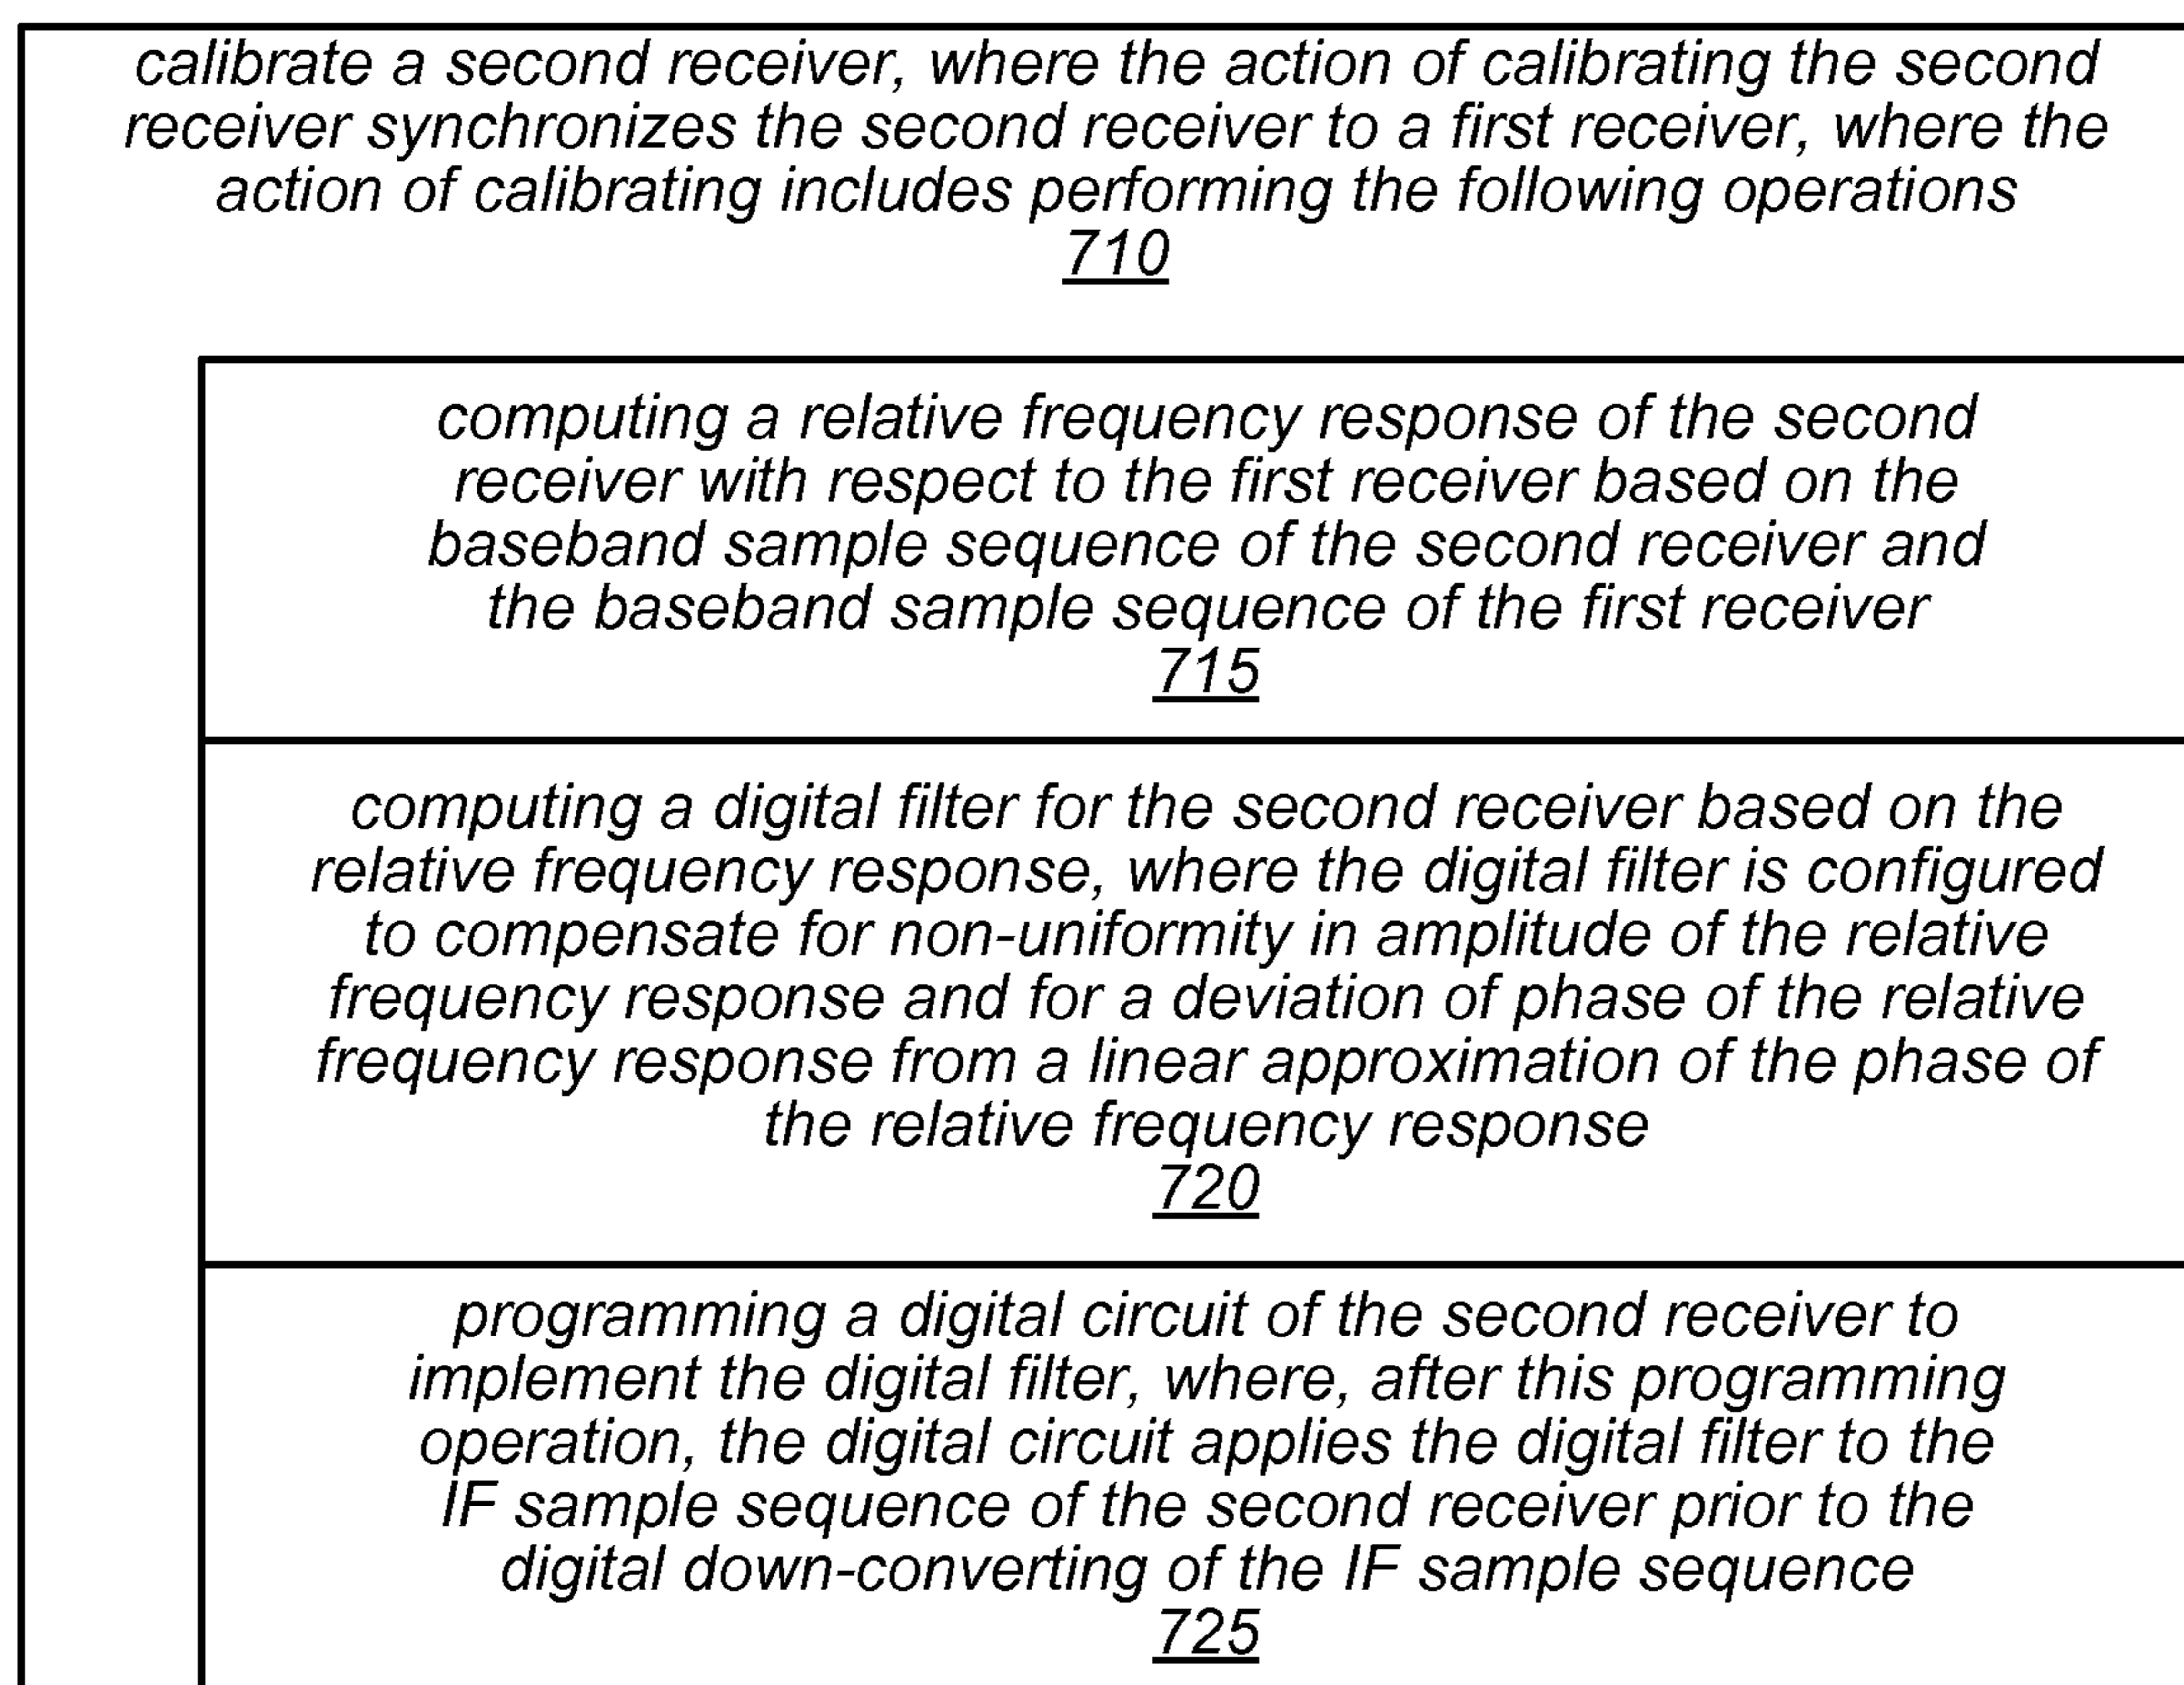 calibrate a second receiver, where the action of calibrating the second
receiver synchronizes the second receiver to a first receiver, where the
action of calibrating includes performing the following operations
710
computing a relative frequency response of the second
receiver with respect to the first receiver based on the
baseband sample sequence of the second receiver and
the baseband sample sequence of the first receiver
715
computing a digital filter for the second receiver based on the
relative frequency response, where the digital filter is configured
to compensate for non-uniformity in amplitude of the relative
frequency response and for a deviation of phase of the relative
frequency response from a linear approximation of the phase of
the relative frequency response
720
programming a digital circuit of the second receiver to
implement the digital filter, where, after this programming
operation, the digital circuit applies the digital filter to the
IF sample sequence of the second receiver prior to the
digital down-converting of the IF sample sequence
725